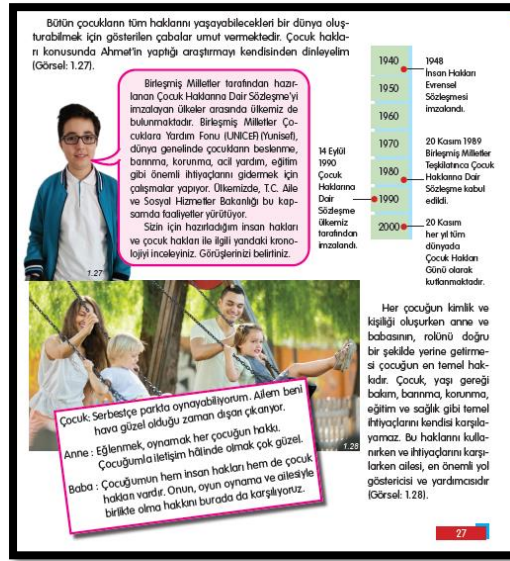 Bütün çocukların tüm haklarını yaşayabilecekleri bir dünya oluş-
turabilmek için gösterilen çabalar umut vermektedir. Çocuk hakla-
rı konusunda Ahmet'in yaptığı araştırmayı kendisinden dinleyelim
(Görsel: 1.27).
Birleşmiş Milletler tarafından hazır-
lanan Çocuk Haklarına Dair Sözleşme'yi
imzalayan ülkeler arasında ülkemiz de
bulunmaktadır. Birleşmiş Milletler Ço-
cuklara Yardım Fonu (UNICEF) (Yunisef),
dünya genelinde çocukların beslenme,
barınma, korunma, acil yardım, eğitim
gibi önemli ihtiyaçlarını gidermek için
çalışmalar yapıyor. Ülkemizde, T.C. Aile
ve Sosyal Hizmetler Bakanlığı bu kap-
samda faaliyetler yürütüyor.
Sizin için hazırladığım insan hakları
ve çocuk hakları ile ilgili yandaki krono-
lojiyi inceleyiniz. Görüşlerinizi belirtiniz.
1.27
14 Eylül
1990
Çocuk
Haklarına
Dair
Sözleşme
ülkemiz
tarafından
imzalandı.
1940
1950
1960
1970
1980
1990
2000
1948
İnsan Hakları
Evrensel
Sözleşmesi
imzalandı.
20 Kasım 1989
Birleşmiş Milletler
Teşkilatınca Çocuk
Haklarına Dair
Sözleşme kabul
edildi.
20 Kasım
her yıl tüm
dünyada
Çocuk Hakları
Günü olarak
kutlanmaktadır.
Çocuk: Serbestçe parkta oynayabiliyorum. Ailem beni
hava güzel olduğu zaman dışarı çıkarıyor.
Anne : Eğlenmek, oynamak her çocuğun hakkı.
Çocuğumla iletişim hâlinde olmak çok güzel.
Baba : Çocuğumun hem insan hakları hem de çocuk
hakları vardır. Onun, oyun oynama ve ailesiyle
birlikte olma hakkını burada da karşılıyoruz.
1.28
Her çocuğun kimlik ve
kişiliği oluşurken anne ve
babasının, rolünü doğru
bir şekilde yerine getirme-
si çocuğun en temel hak-
kıdır. Çocuk, yaşı gereği
bakım, barınma, korunma,
eğitim ve sağlık gibi temel
ihtiyaçlarını kendisi karşıla-
yamaz. Bu haklarını kulla-
nırken ve ihtiyaçlarını karşı-
larken ailesi, en önemli yol
göstericisi ve yardımcısıdır
(Görsel: 1.28).
27